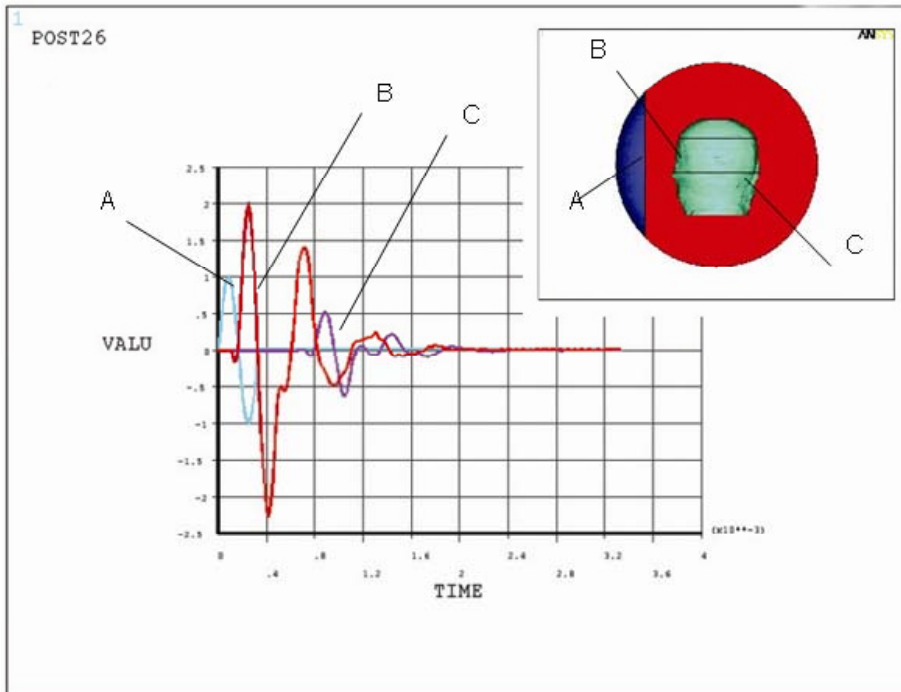 1
POST26
ANSYS
B
A
C
B
C
A
2.5
2
1.5
1
.5
0
-.5
-1
-1.5
-2
-2.5
VALU
(x10**-3)
0 .8 1.6 2.4 3.2 4
.4 1.2 2 2.8 3.6
TIME